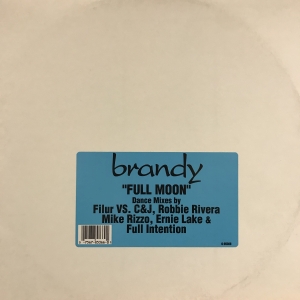 brandy
"FULL MOON"
Dance Mixes by
Filur VS. C&J, Robbie Rivera
Mike Rizzo, Ernie Lake &
Full Intention